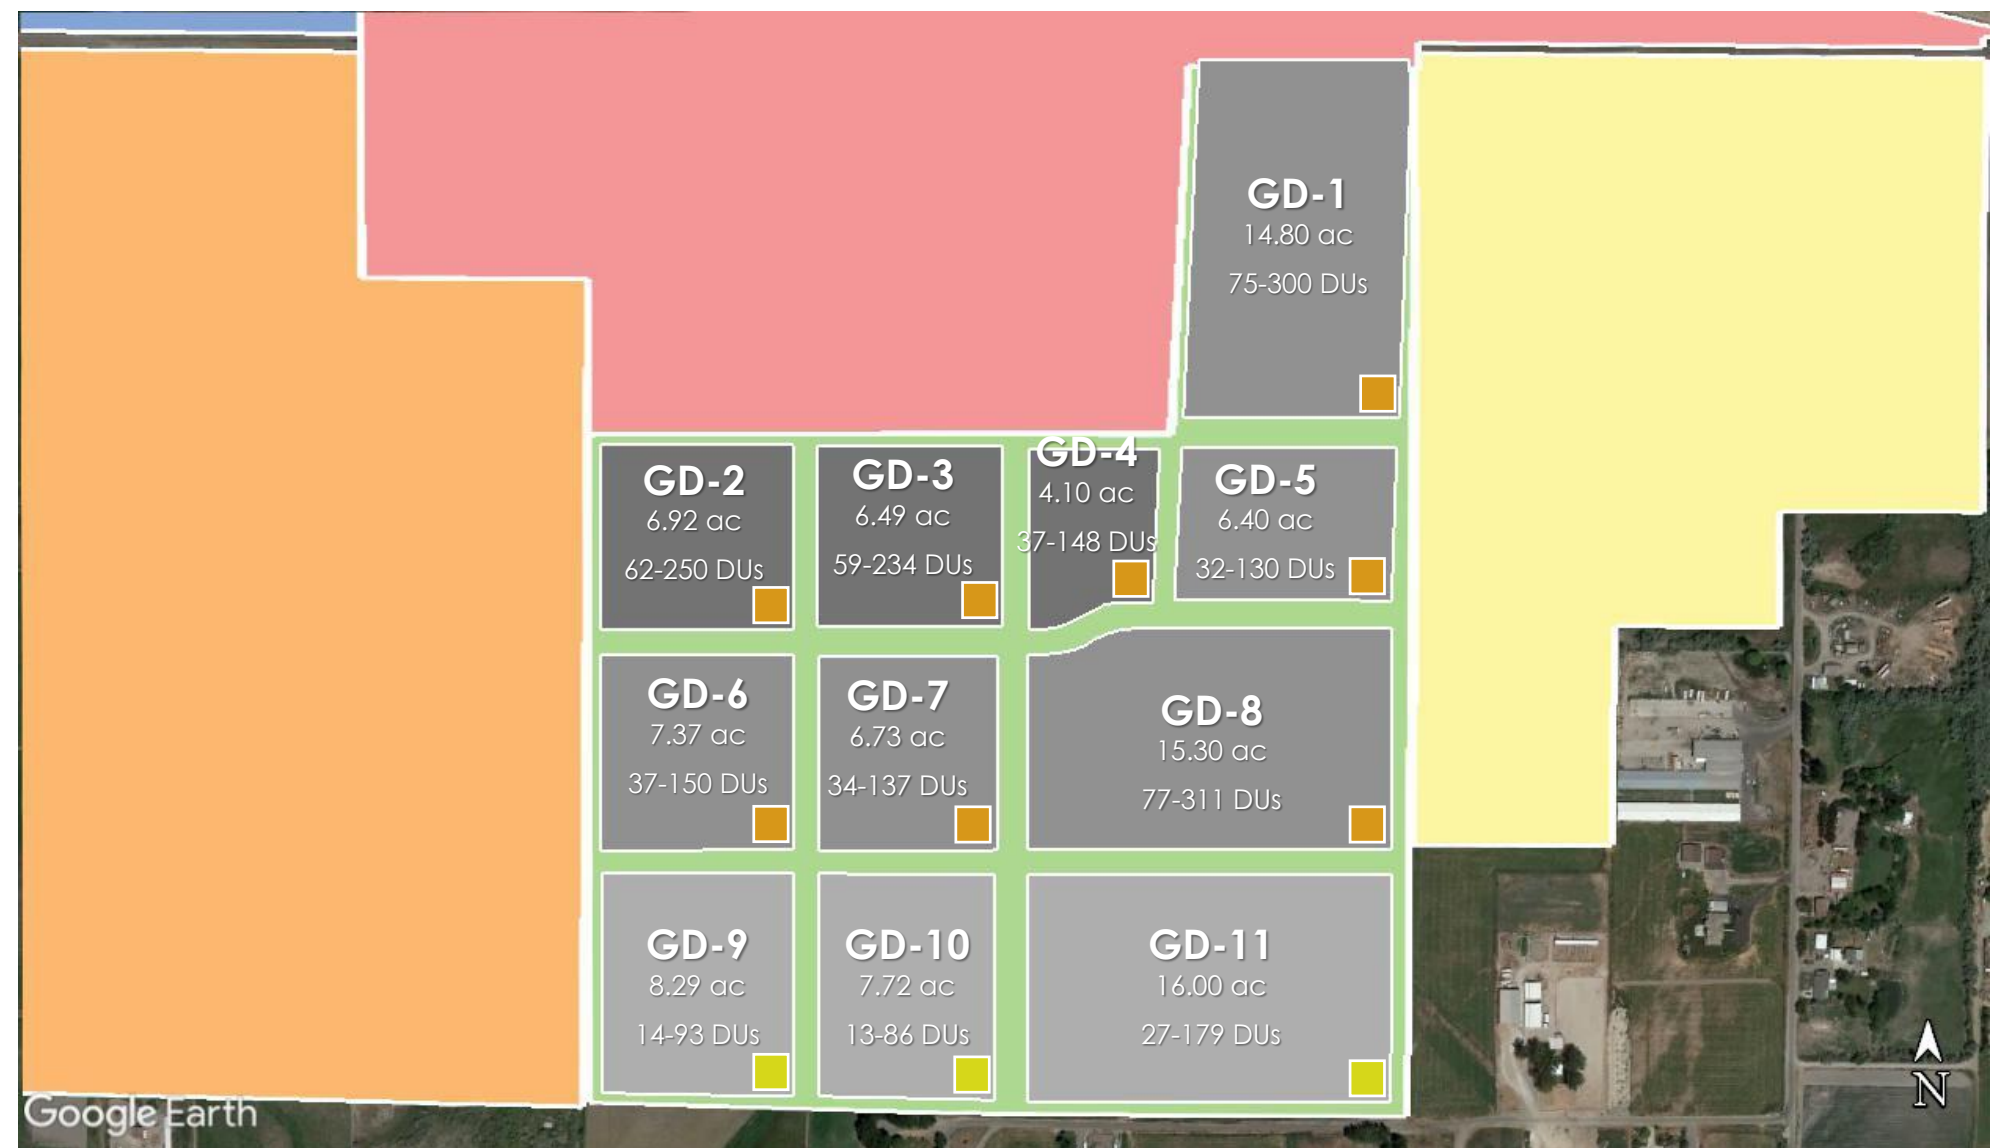 GD-1
14.80 ac
75-300 DUs
GD-2
6.92 ac
62-250 DUs
GD-3
6.49 ac
59-234 DUs
GD-4
4.10 ac
37-148 DUs
GD-5
6.40 ac
32-130 DUs
GD-6
7.37 ac
37-150 DUs
GD-7
6.73 ac
34-137 DUs
GD-8
15.30 ac
77-311 DUs
GD-9
8.29 ac
14-93 DUs
GD-10
7.72 ac
13-86 DUs
GD-11
16.00 ac
27-179 DUs
N
Google Earth